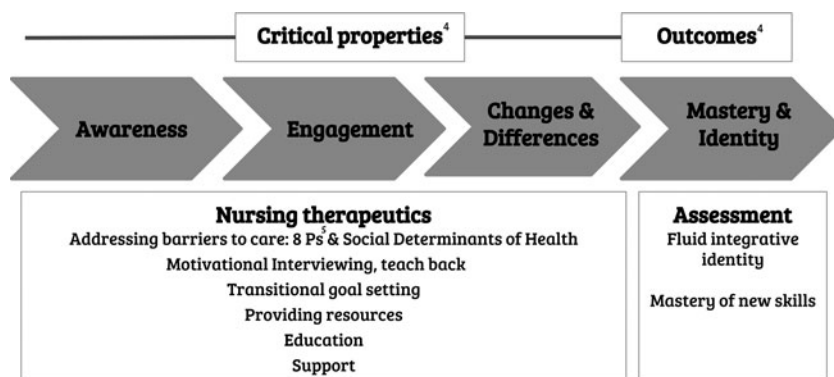 Critical properties4
Outcomes4
Awareness
Engagement
Changes &
Differences
Mastery &
Identity
Nursing therapeutics
Addressing barriers to care: 8 Ps5 & Social Determinants of Health
Motivational Interviewing, teach back
Transitional goal setting
Providing resources
Education
Support
Assessment
Fluid integrative
identity
Mastery of new skills